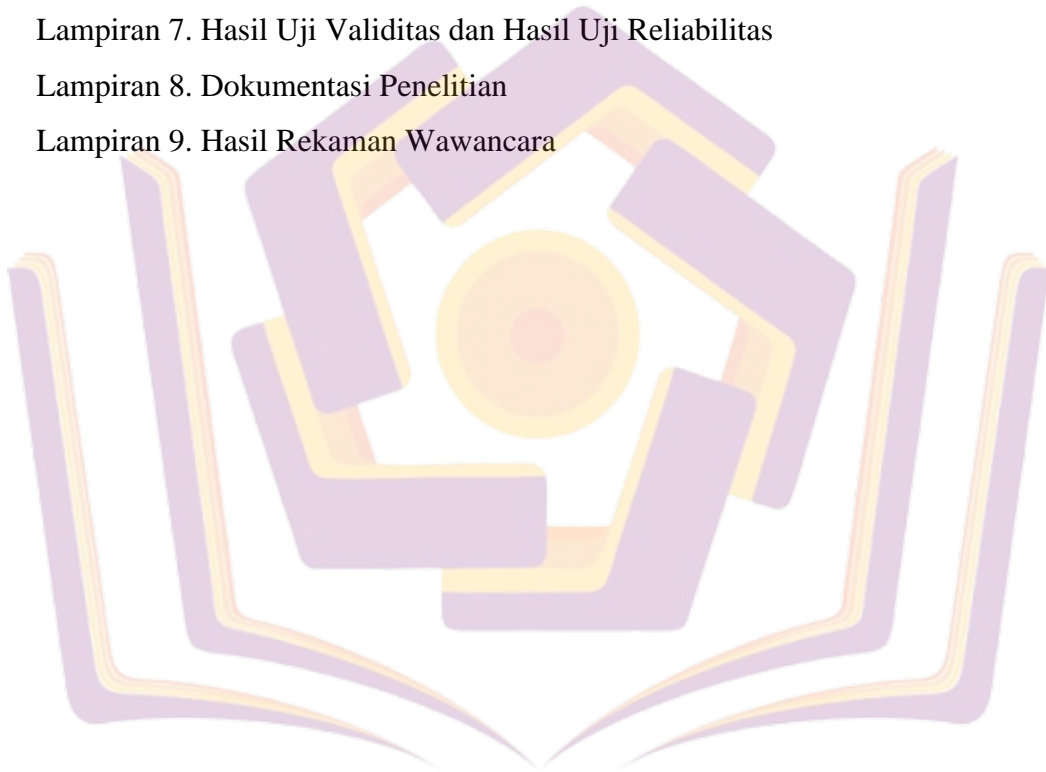 Lampiran 7. Hasil Uji Validitas dan Hasil Uji Reliabilitas
Lampiran 8. Dokumentasi Penelitian
Lampiran 9. Hasil Rekaman Wawancara